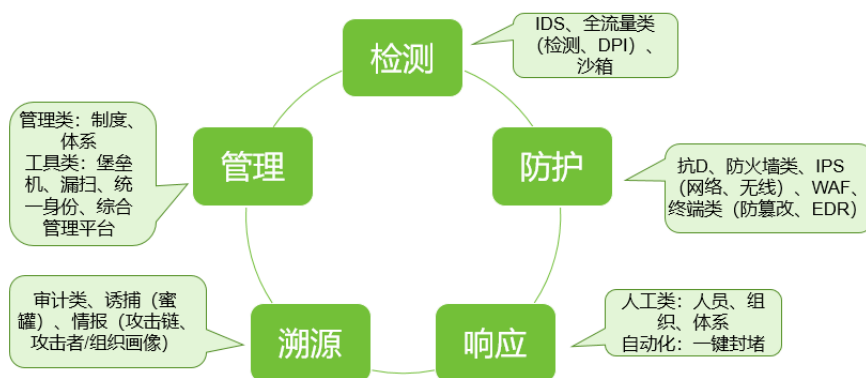 检测
IDS、全流量类
（检测、DPI）、
沙箱
防护
抗D、防火墙类、IPS
（网络、无线）、WAF、
终端类（防篡改、EDR）
响应
人工类：人员、组
织、体系
自动化：一键封堵
溯源
审计类、诱捕（蜜
罐）、情报（攻击链、
攻击者/组织画像）
管理
管理类：制度、
体系
工具类：堡垒
机、漏扫、统
一身份、综合
管理平台